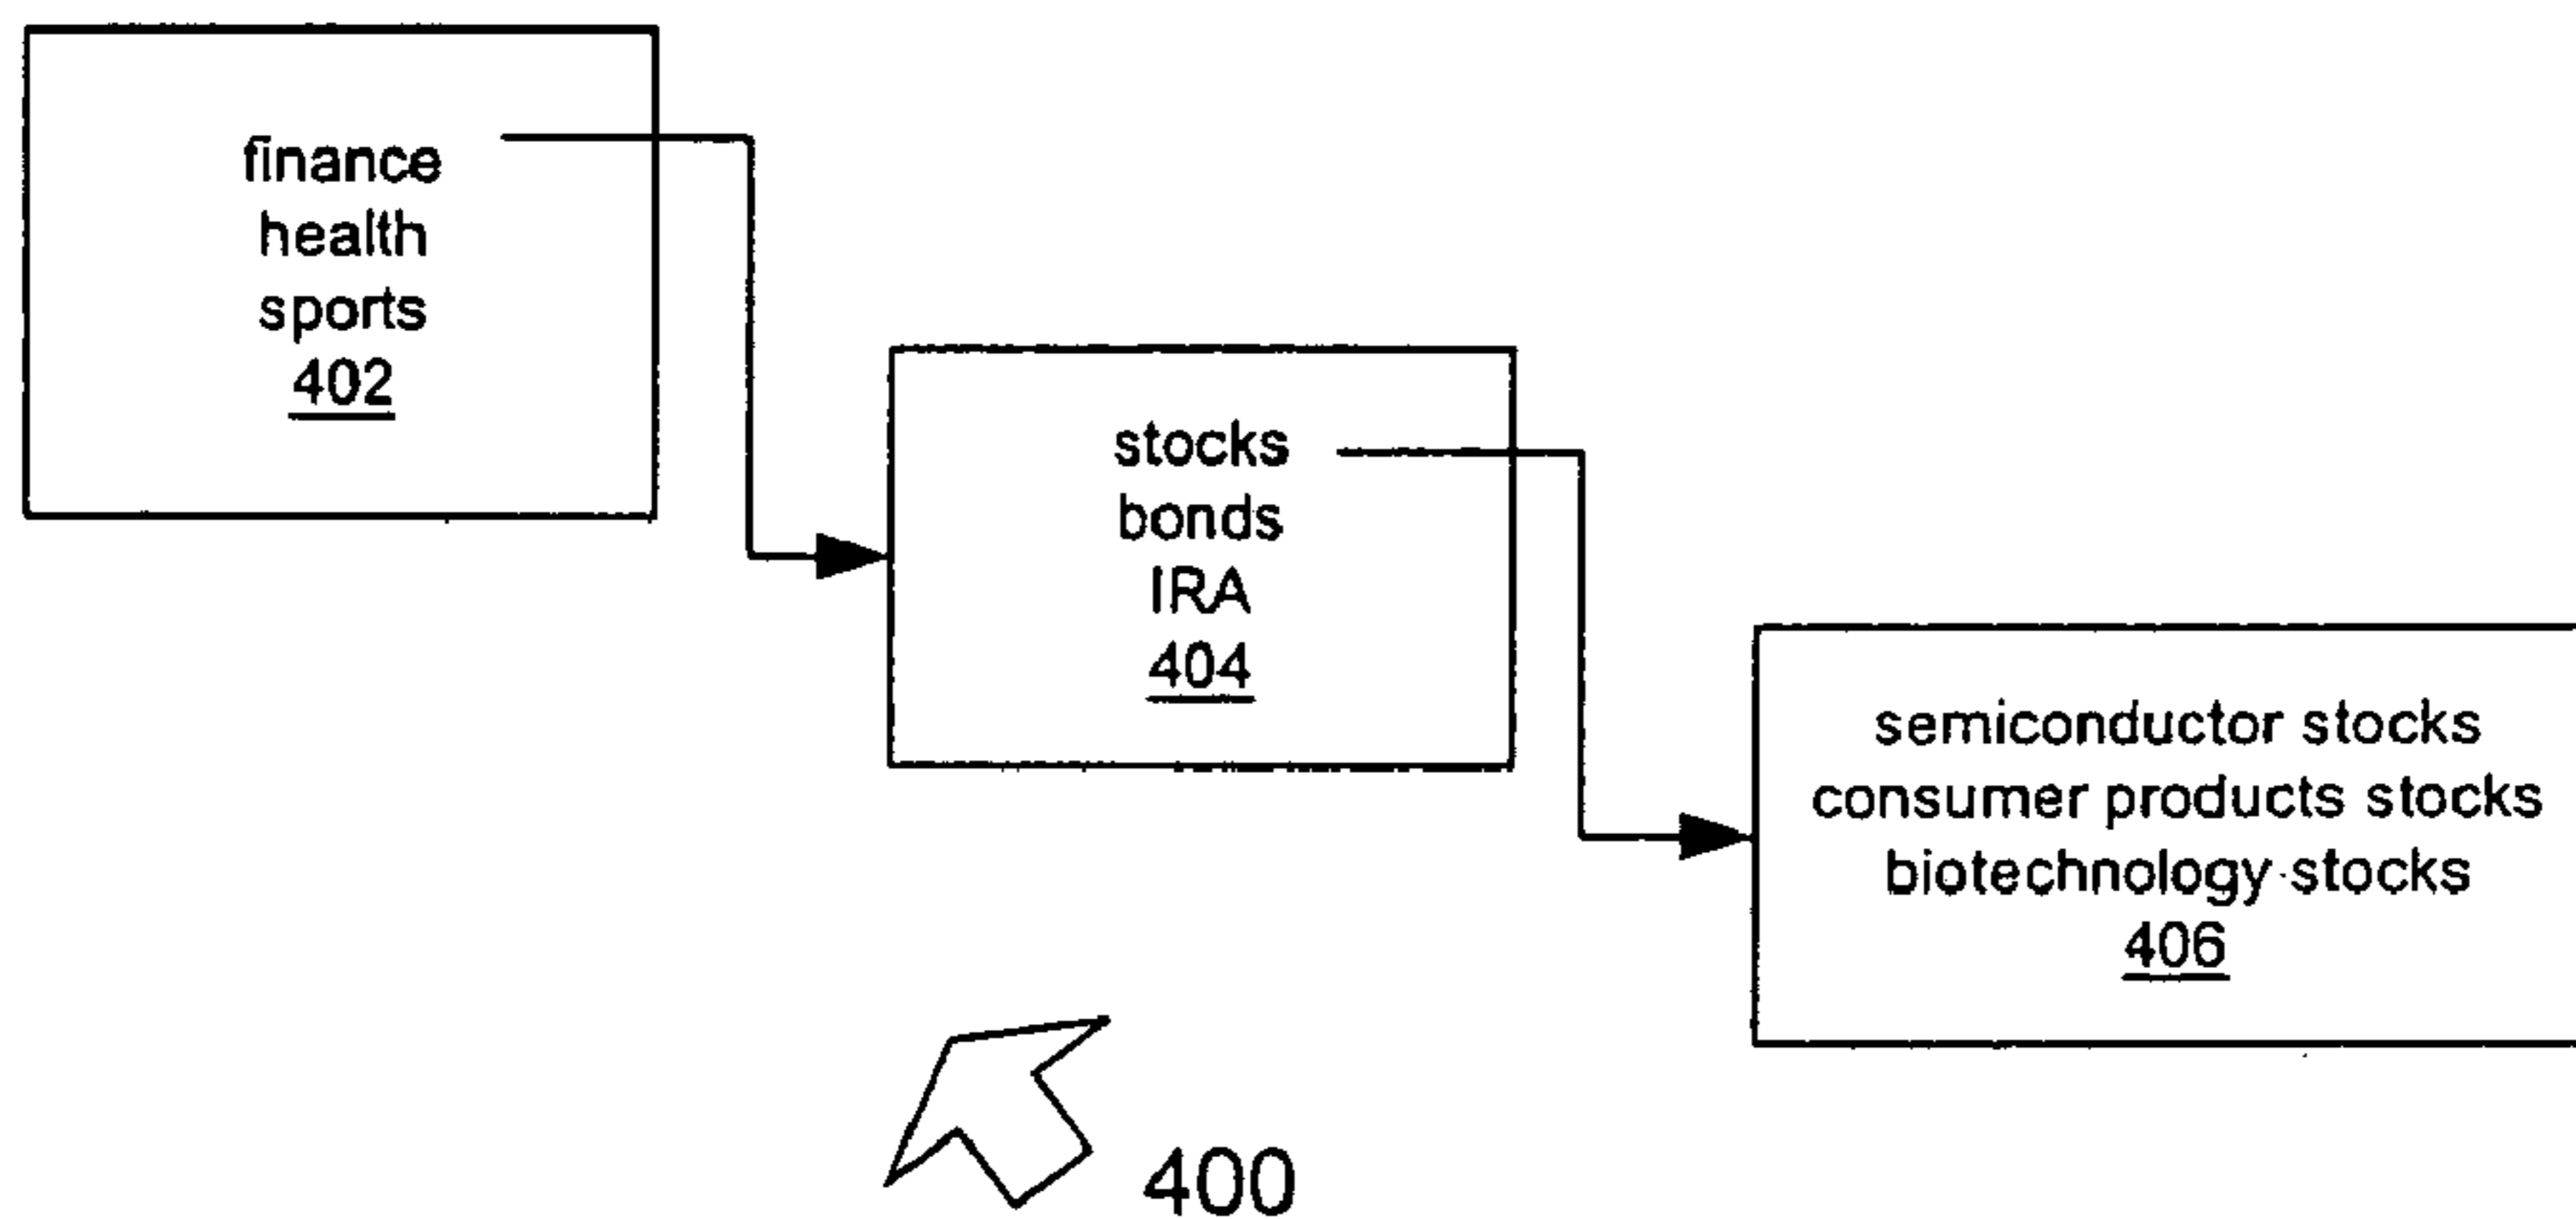 finance
health
sports
402
stocks
bonds
IRA
404
semiconductor stocks
consumer products stocks
biotechnology stocks
406
400